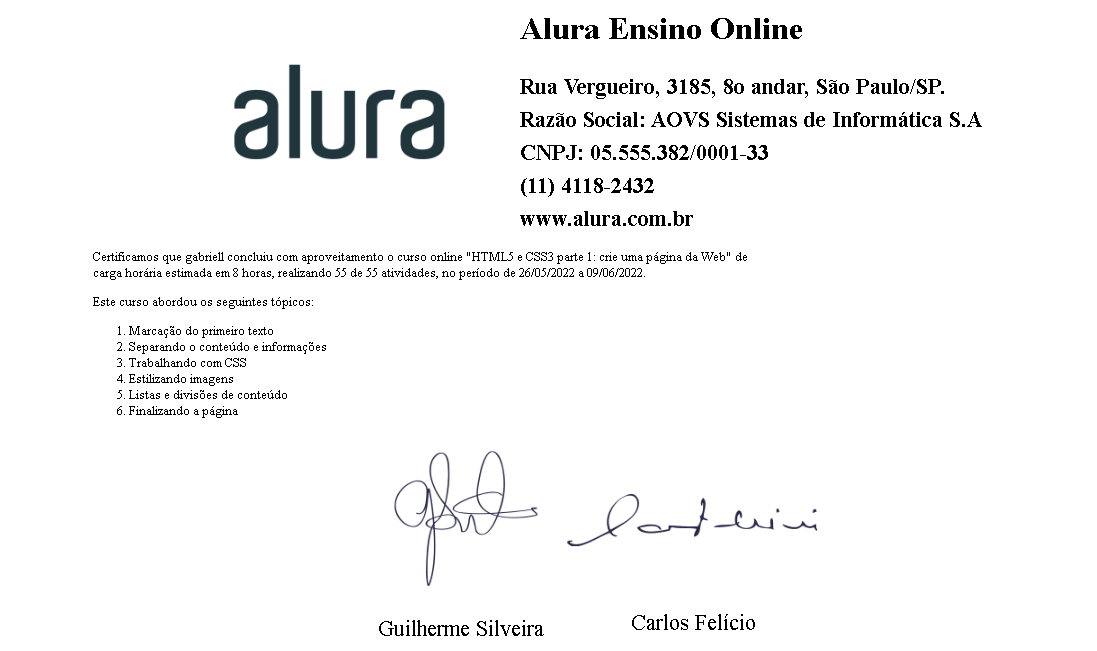 alura
Alura Ensino Online
Rua Vergueiro, 3185, 8o andar, São Paulo/SP.
Razão Social: AOVS Sistemas de Informática S.A
CNPJ: 05.555.382/0001-33
(11) 4118-2432
www.alura.com.br
Certificamos que gabriell concluiu com aproveitamento o curso online "HTML5 e CSS3 parte 1: crie uma página da Web" de
carga horária estimada em 8 horas, realizando 55 de 55 atividades, no período de 26/05/2022 a 09/06/2022.
Este curso abordou os seguintes tópicos:
1. Marcação do primeiro texto
2. Separando o conteúdo e informações
3. Trabalhando com CSS
4. Estilizando imagens
5. Listas e divisões de conteúdo
6. Finalizando a página
Guilherme Silveira
Carlos Felício